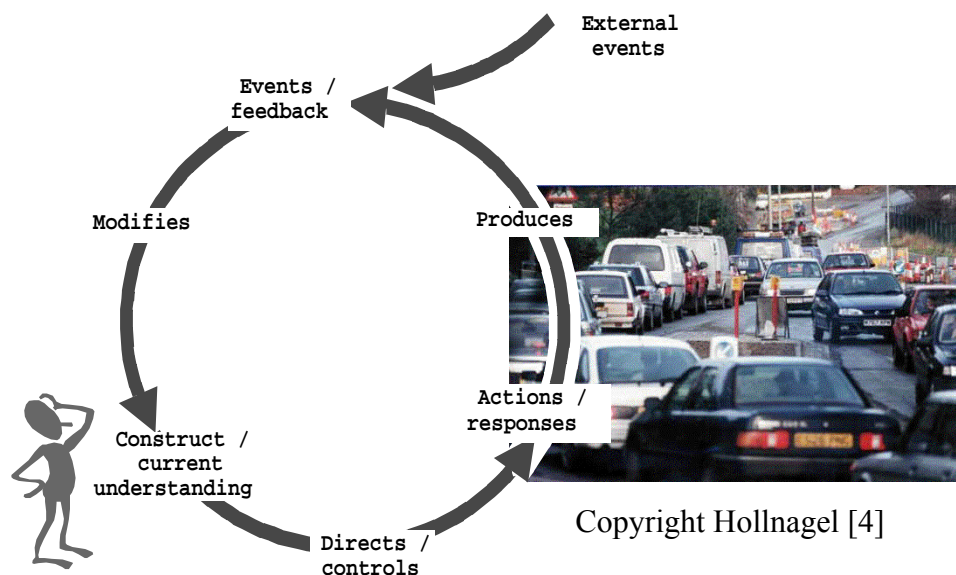 External
events
Events /
feedback
Modifies
Produces
Actions /
responses
Construct /
current
understanding
Directs /
controls
Copyright Hollnagel [4]